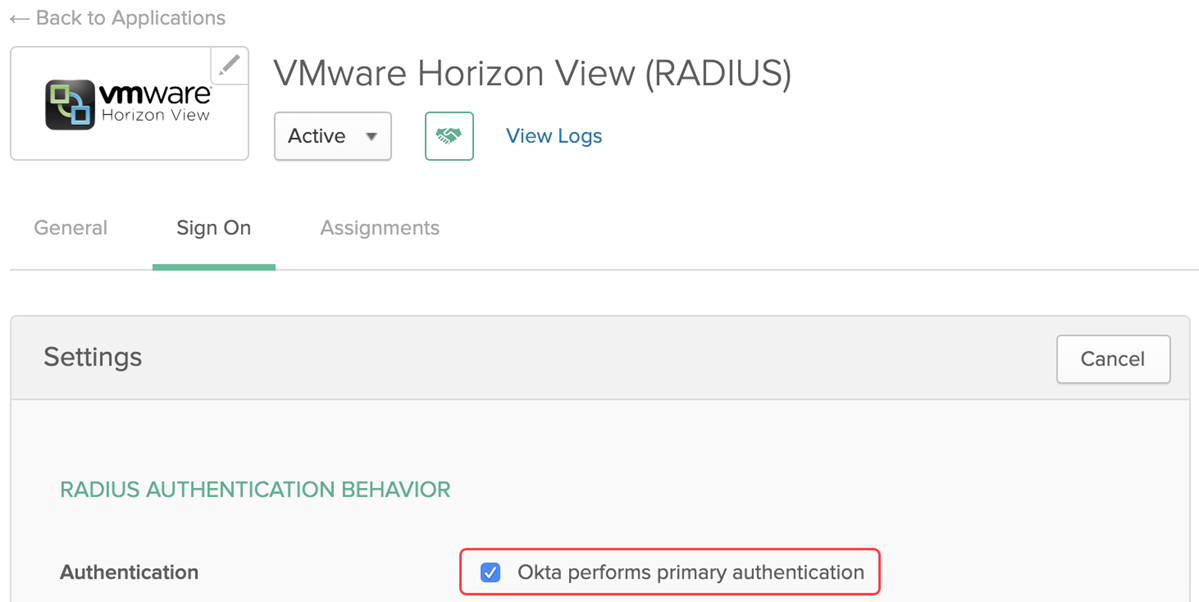 ← Back to Applications
vmware
Horizon View
VMware Horizon View (RADIUS)
Active
View Logs
General
Sign On
Assignments
Settings
Cancel
RADIUS AUTHENTICATION BEHAVIOR
Authentication
Okta performs primary authentication